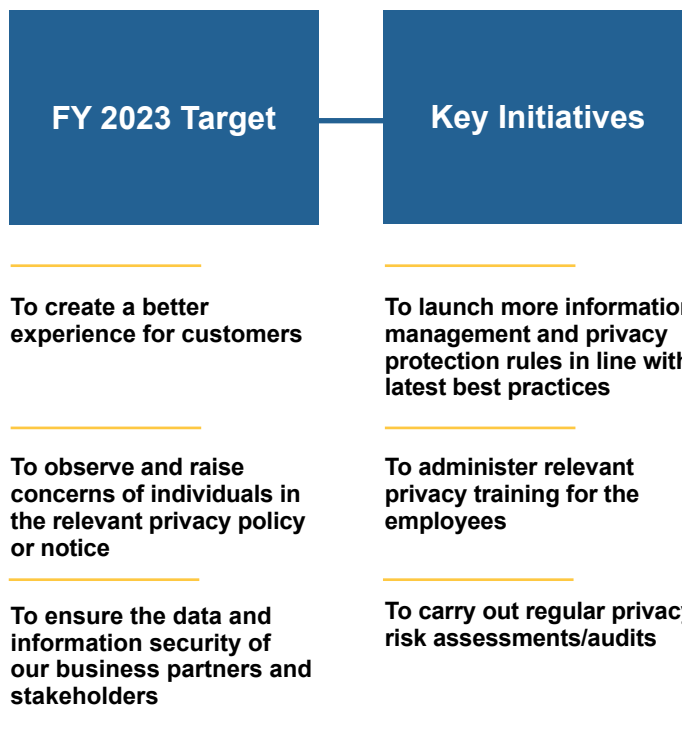 FY 2023 Target
Key Initiatives
To create a better
experience for customers
To launch more information
management and privacy
protection rules in line with
latest best practices
To observe and raise
concerns of individuals in
the relevant privacy policy
or notice
To administer relevant
privacy training for the
employees
To ensure the data and
information security of
our business partners and
stakeholders
To carry out regular privacy
risk assessments/audits